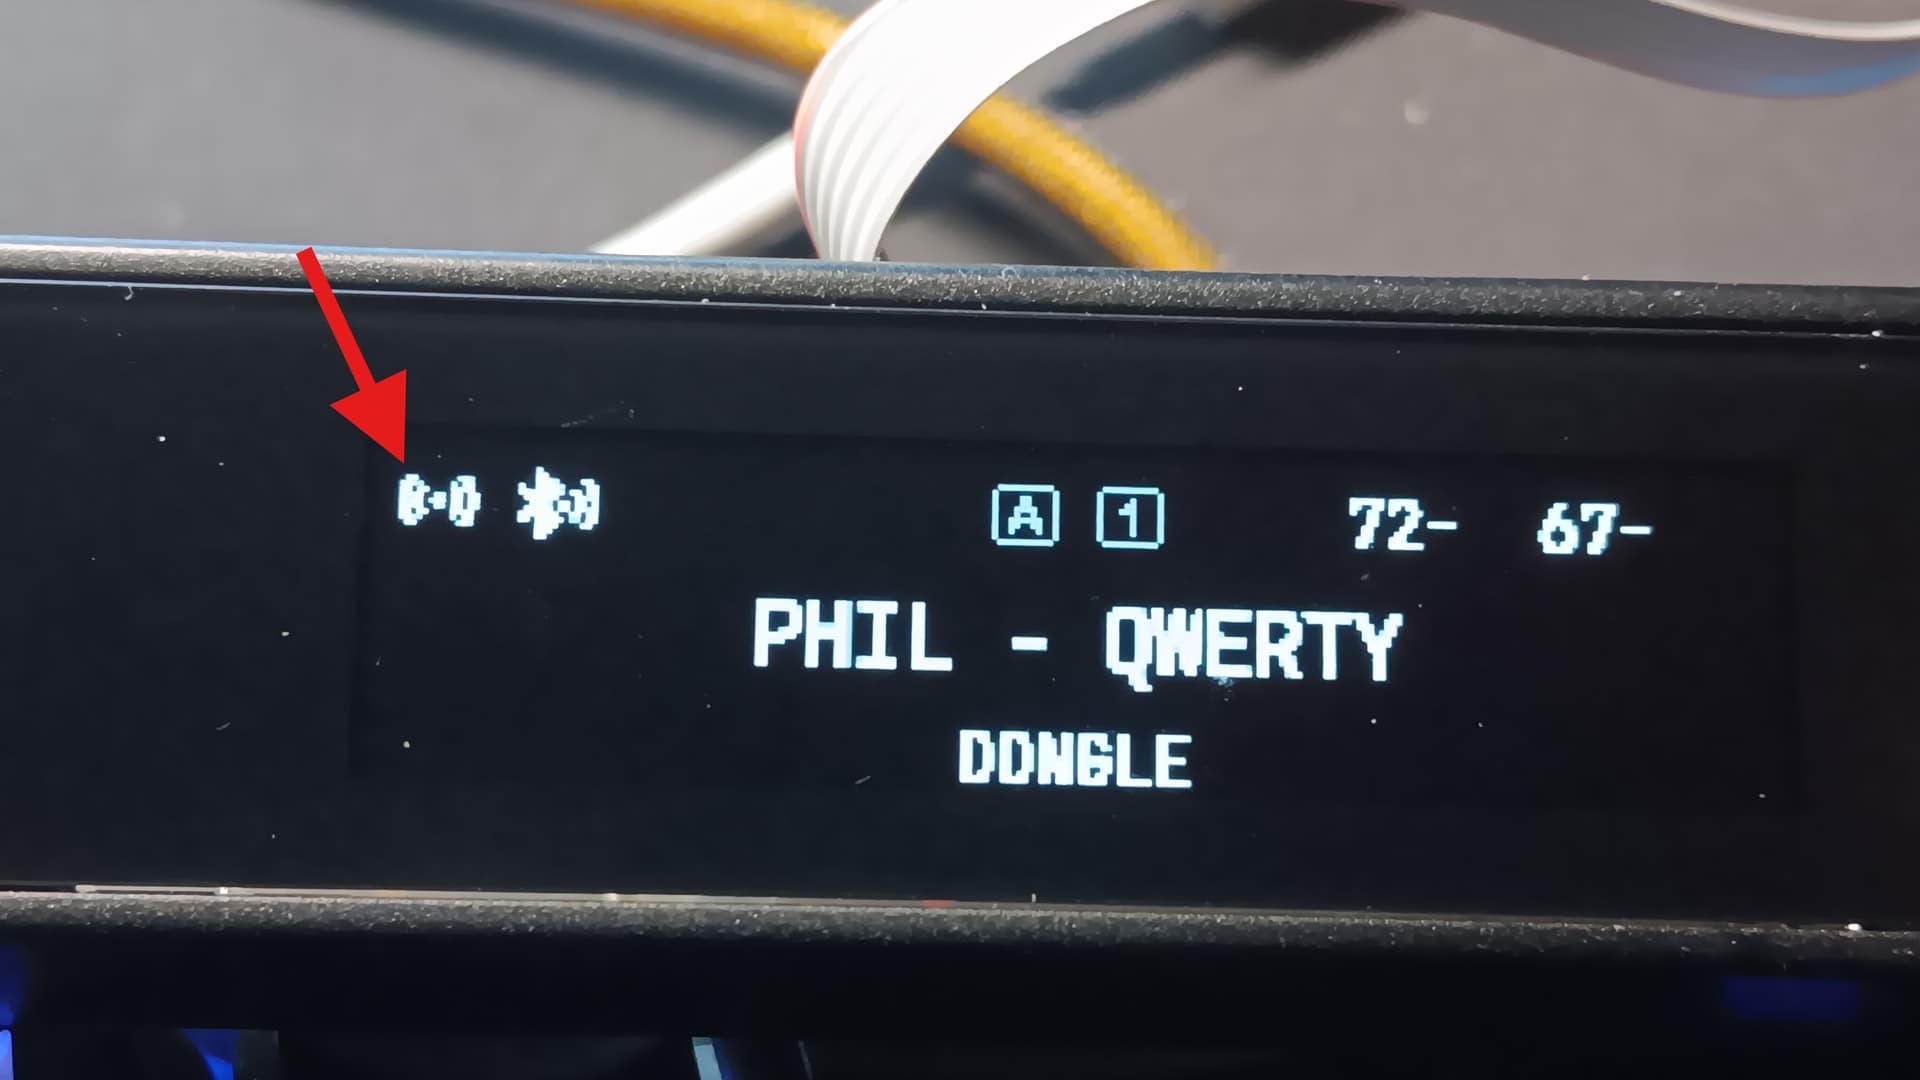 A 1 72- 67-
PHIL - QWERTY
DONGLE